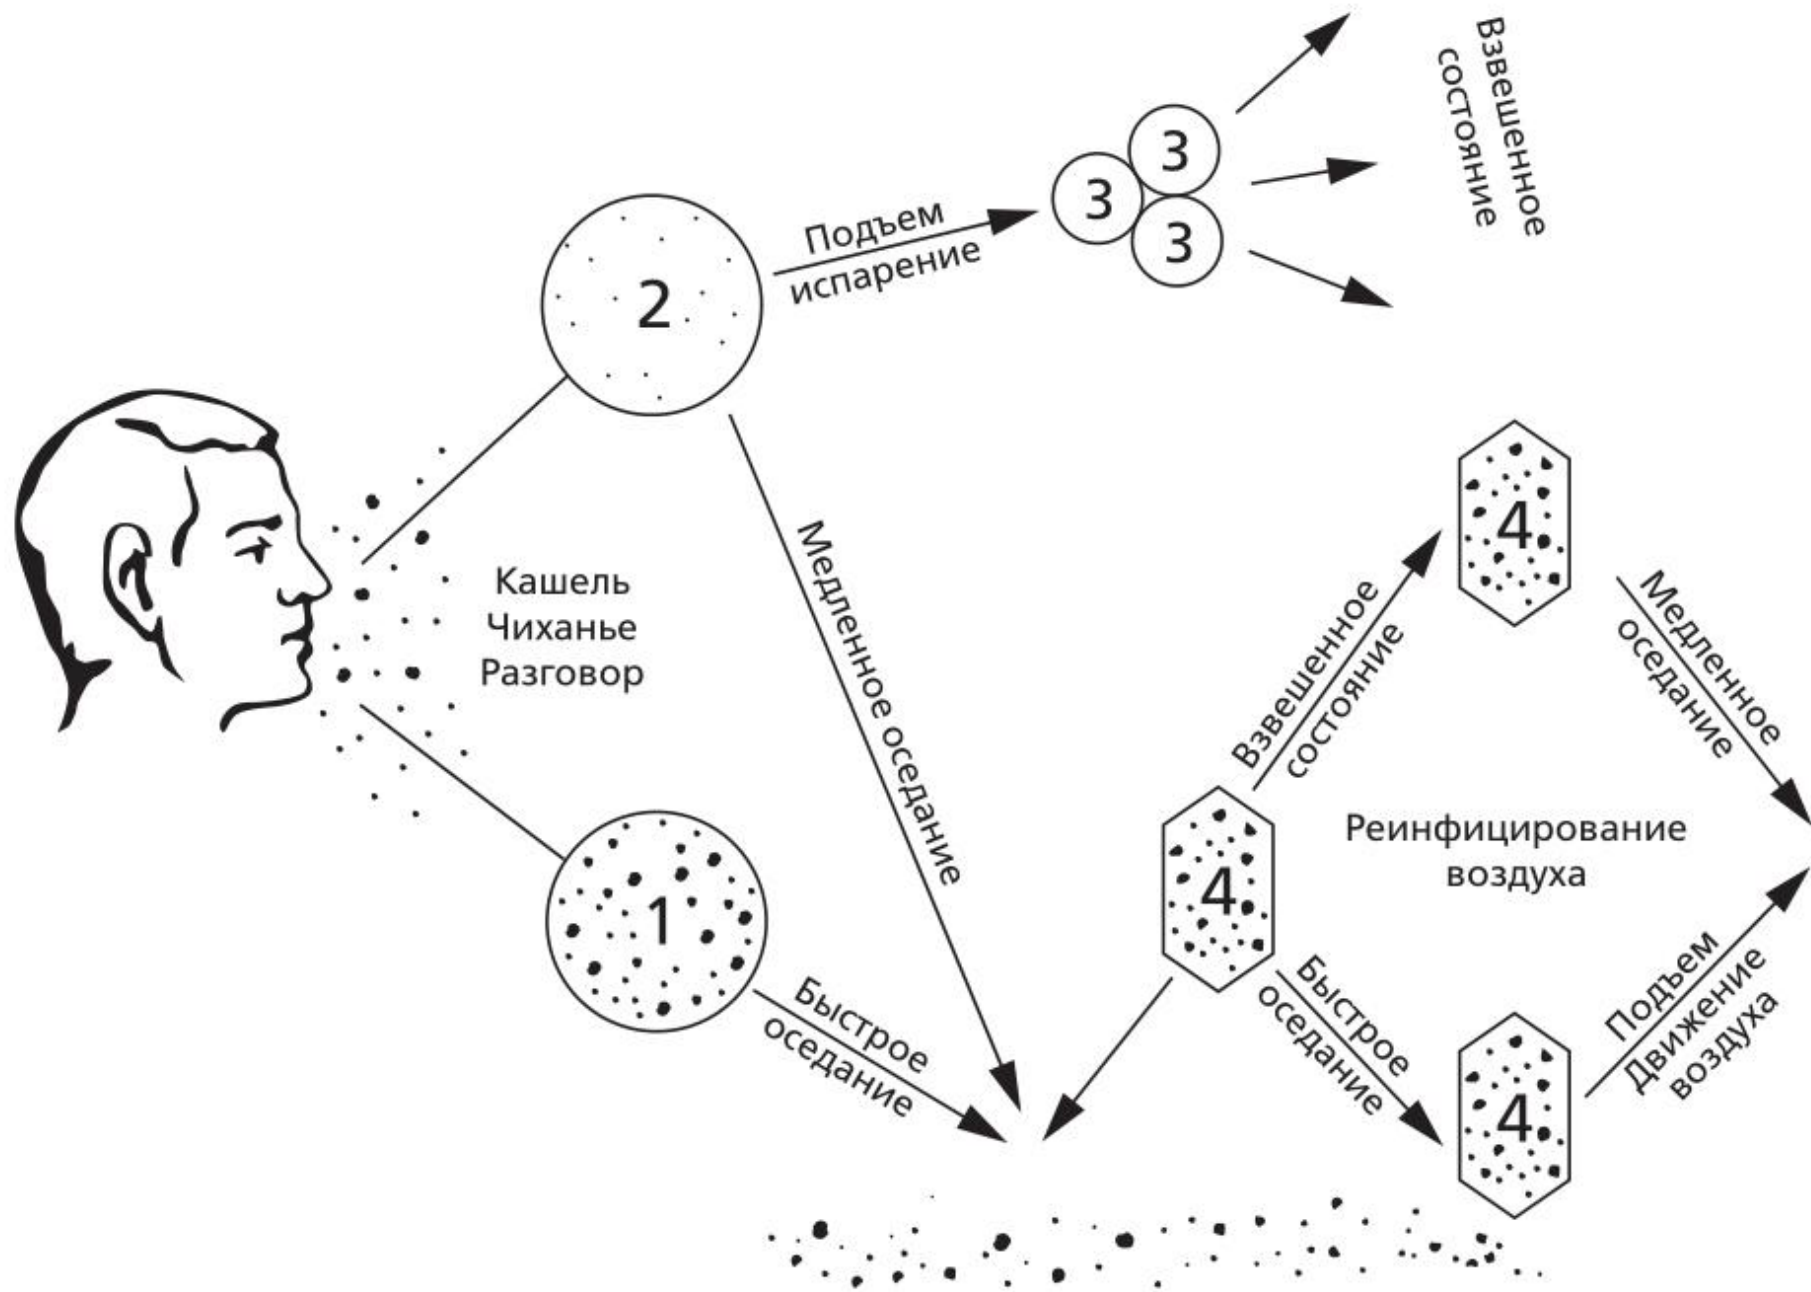 Взвешенное
состояние
3
3
3
2
Подъем
испарение
Кашель
Чиханье
Разговор
Медленное оседание
1
Быстрое
оседание
4
Взвешенное
состояние
4
Медленное
оседание
Реинфицирование
воздуха
4
Быстрое
оседание
Подъем
Движение
воздуха
4